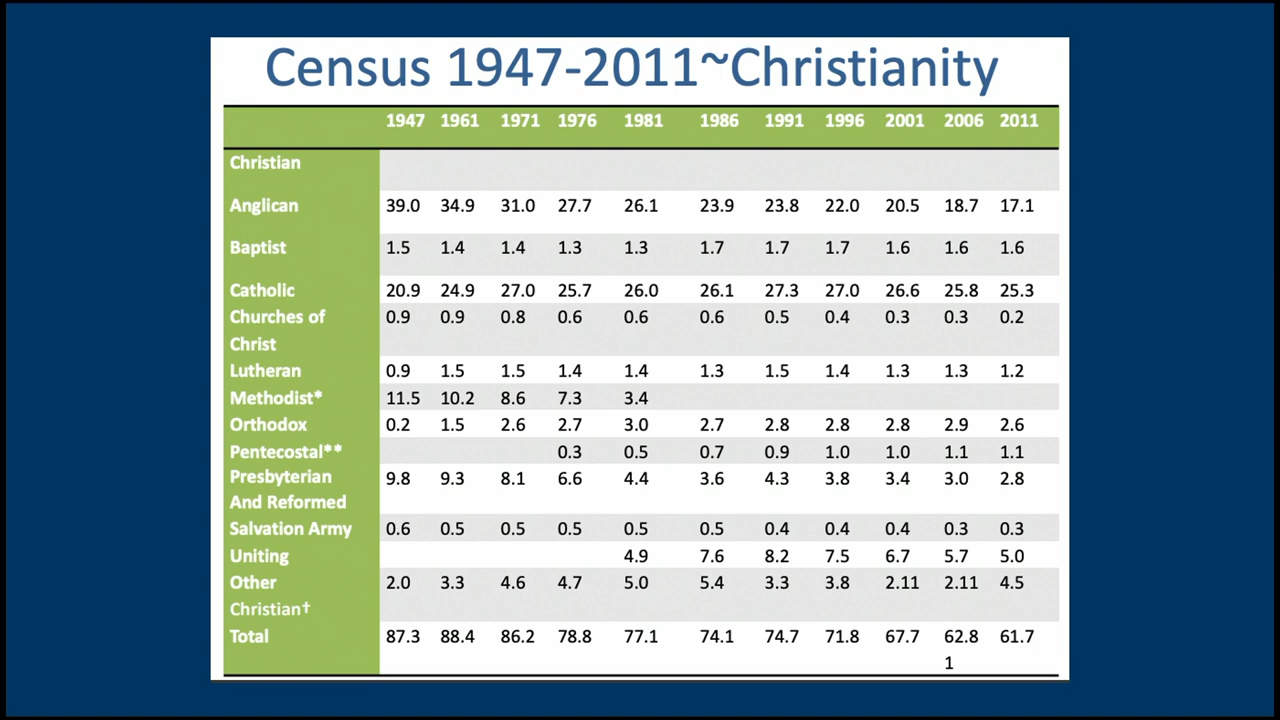 Census 1947-2011~Christianity
1947 1961 1971 1976 1981 1986 1991 1996 2001 2006 2011
Christian
Anglican 39.0 34.9 31.0 27.7 26.1 23.9 23.8 22.0 20.5 18.7 17.1
Baptist 1.5 1.4 1.4 1.3 1.3 1.7 1.7 1.7 1.6 1.6 1.6
Catholic 20.9 24.9 27.0 25.7 26.0 26.1 27.3 27.0 26.6 25.8 25.3
Churches of 0.9 0.9 0.8 0.6 0.6 0.6 0.5 0.4 0.3 0.3 0.2
Christ
Lutheran 0.9 1.5 1.5 1.4 1.4 1.3 1.5 1.4 1.3 1.3 1.2
Methodist* 11.5 10.2 8.6 7.3 3.4
Orthodox 0.2 1.5 2.6 2.7 3.0 2.7 2.8 2.8 2.8 2.9 2.6
Pentecostal** 0.3 0.5 0.7 0.9 1.0 1.0 1.1 1.1
Presbyterian 9.8 9.3 8.1 6.6 4.4 3.6 4.3 3.8 3.4 3.0 2.8
And Reformed
Salvation Army 0.6 0.5 0.5 0.5 0.5 0.5 0.4 0.4 0.4 0.3 0.3
Uniting 4.9 7.6 8.2 7.5 6.7 5.7 5.0
Other 2.0 3.3 4.6 4.7 5.0 5.4 3.3 3.8 2.11 2.11 4.5
Christian†
Total 87.3 88.4 86.2 78.8 77.1 74.1 74.7 71.8 67.7 62.8 61.7
1